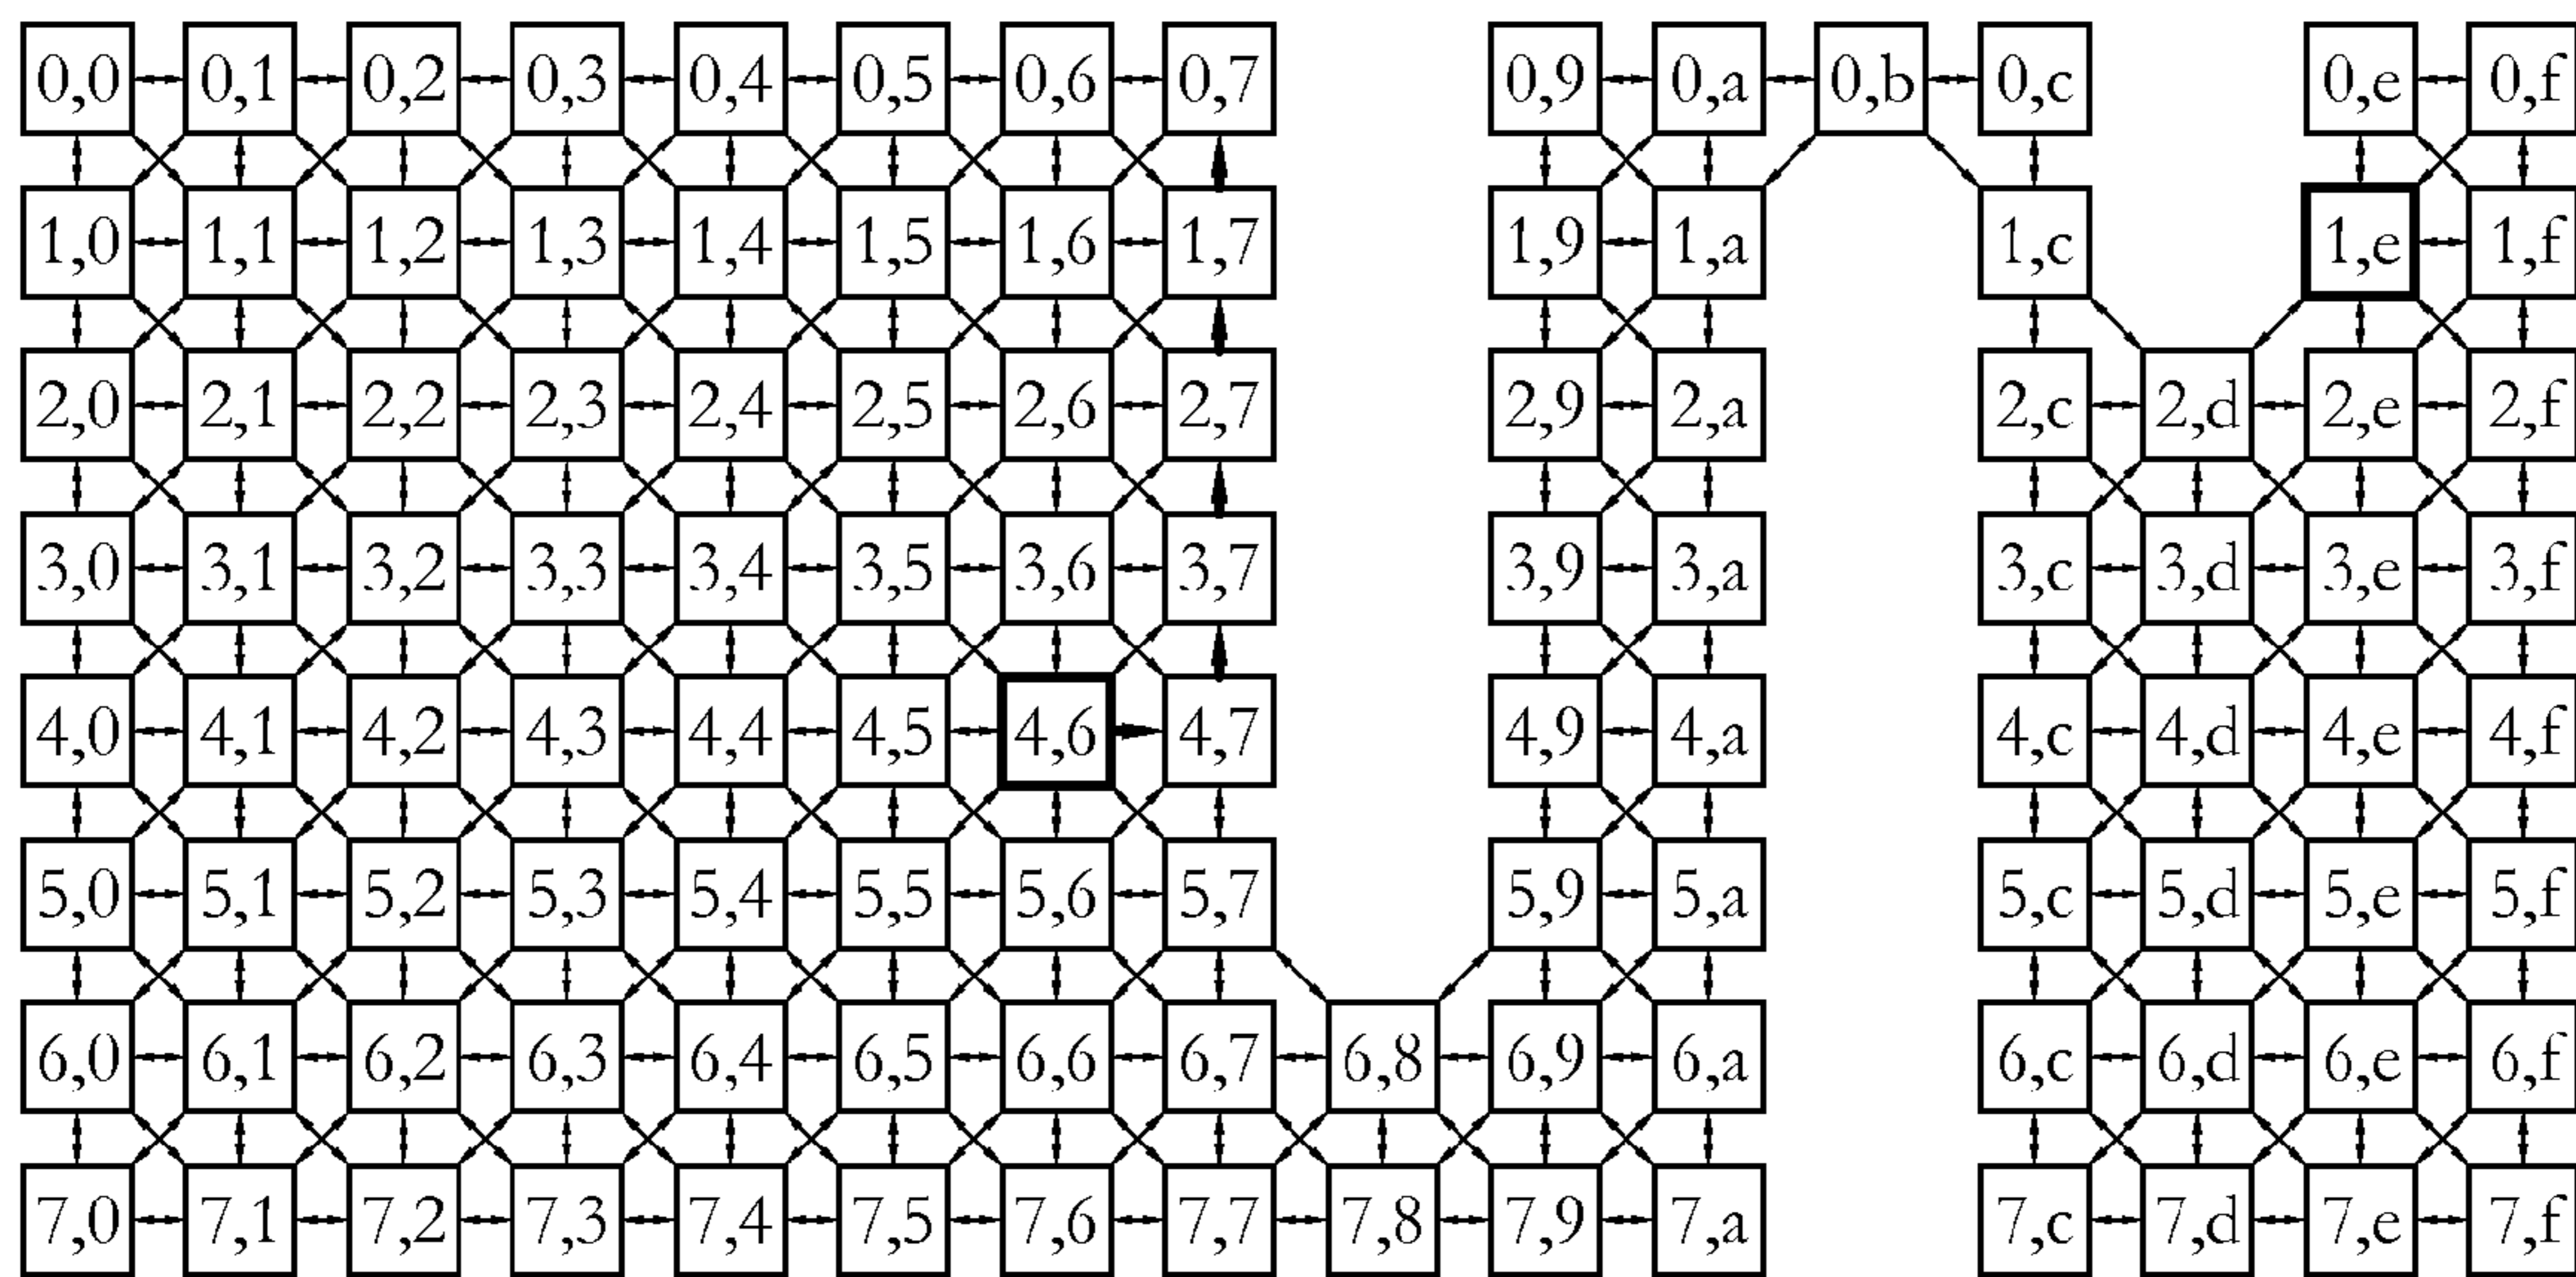 0,0 0,1 0,2 0,3 0,4 0,5 0,6 0,7 0,9 0,a 0,b 0,c 0,e 0,f
1,0 1,1 1,2 1,3 1,4 1,5 1,6 1,7 1,9 1,a 1,c 1,e 1,f
2,0 2,1 2,2 2,3 2,4 2,5 2,6 2,7 2,9 2,a 2,c 2,d 2,e 2,f
3,0 3,1 3,2 3,3 3,4 3,5 3,6 3,7 3,9 3,a 3,c 3,d 3,e 3,f
4,0 4,1 4,2 4,3 4,4 4,5 4,6 4,7 4,9 4,a 4,c 4,d 4,e 4,f
5,0 5,1 5,2 5,3 5,4 5,5 5,6 5,7 5,9 5,a 5,c 5,d 5,e 5,f
6,0 6,1 6,2 6,3 6,4 6,5 6,6 6,7 6,8 6,9 6,a 6,c 6,d 6,e 6,f
7,0 7,1 7,2 7,3 7,4 7,5 7,6 7,7 7,8 7,9 7,a 7,c 7,d 7,e 7,f